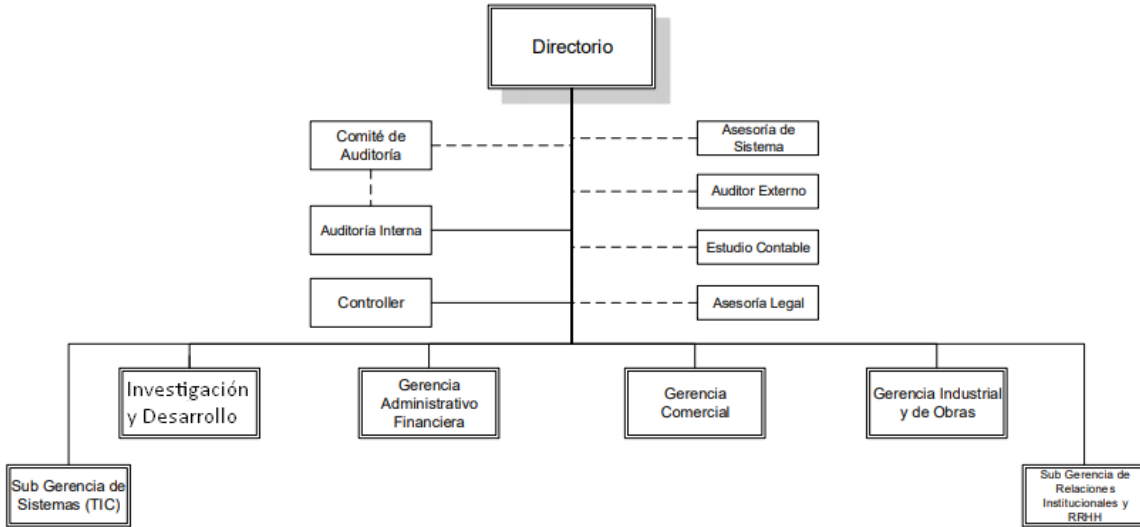 Directorio
Comité de
Auditoría
Asesoría de
Sistema
Auditor Externo
Auditoría Interna
Estudio Contable
Controller
Asesoría Legal
Investigación
y Desarrollo
Gerencia
Administrativo
Financiera
Gerencia
Comercial
Gerencia Industrial
y de Obras
Sub Gerencia de
Sistemas (TIC)
Sub Gerencia de
Relaciones
Institucionales y
RRHH